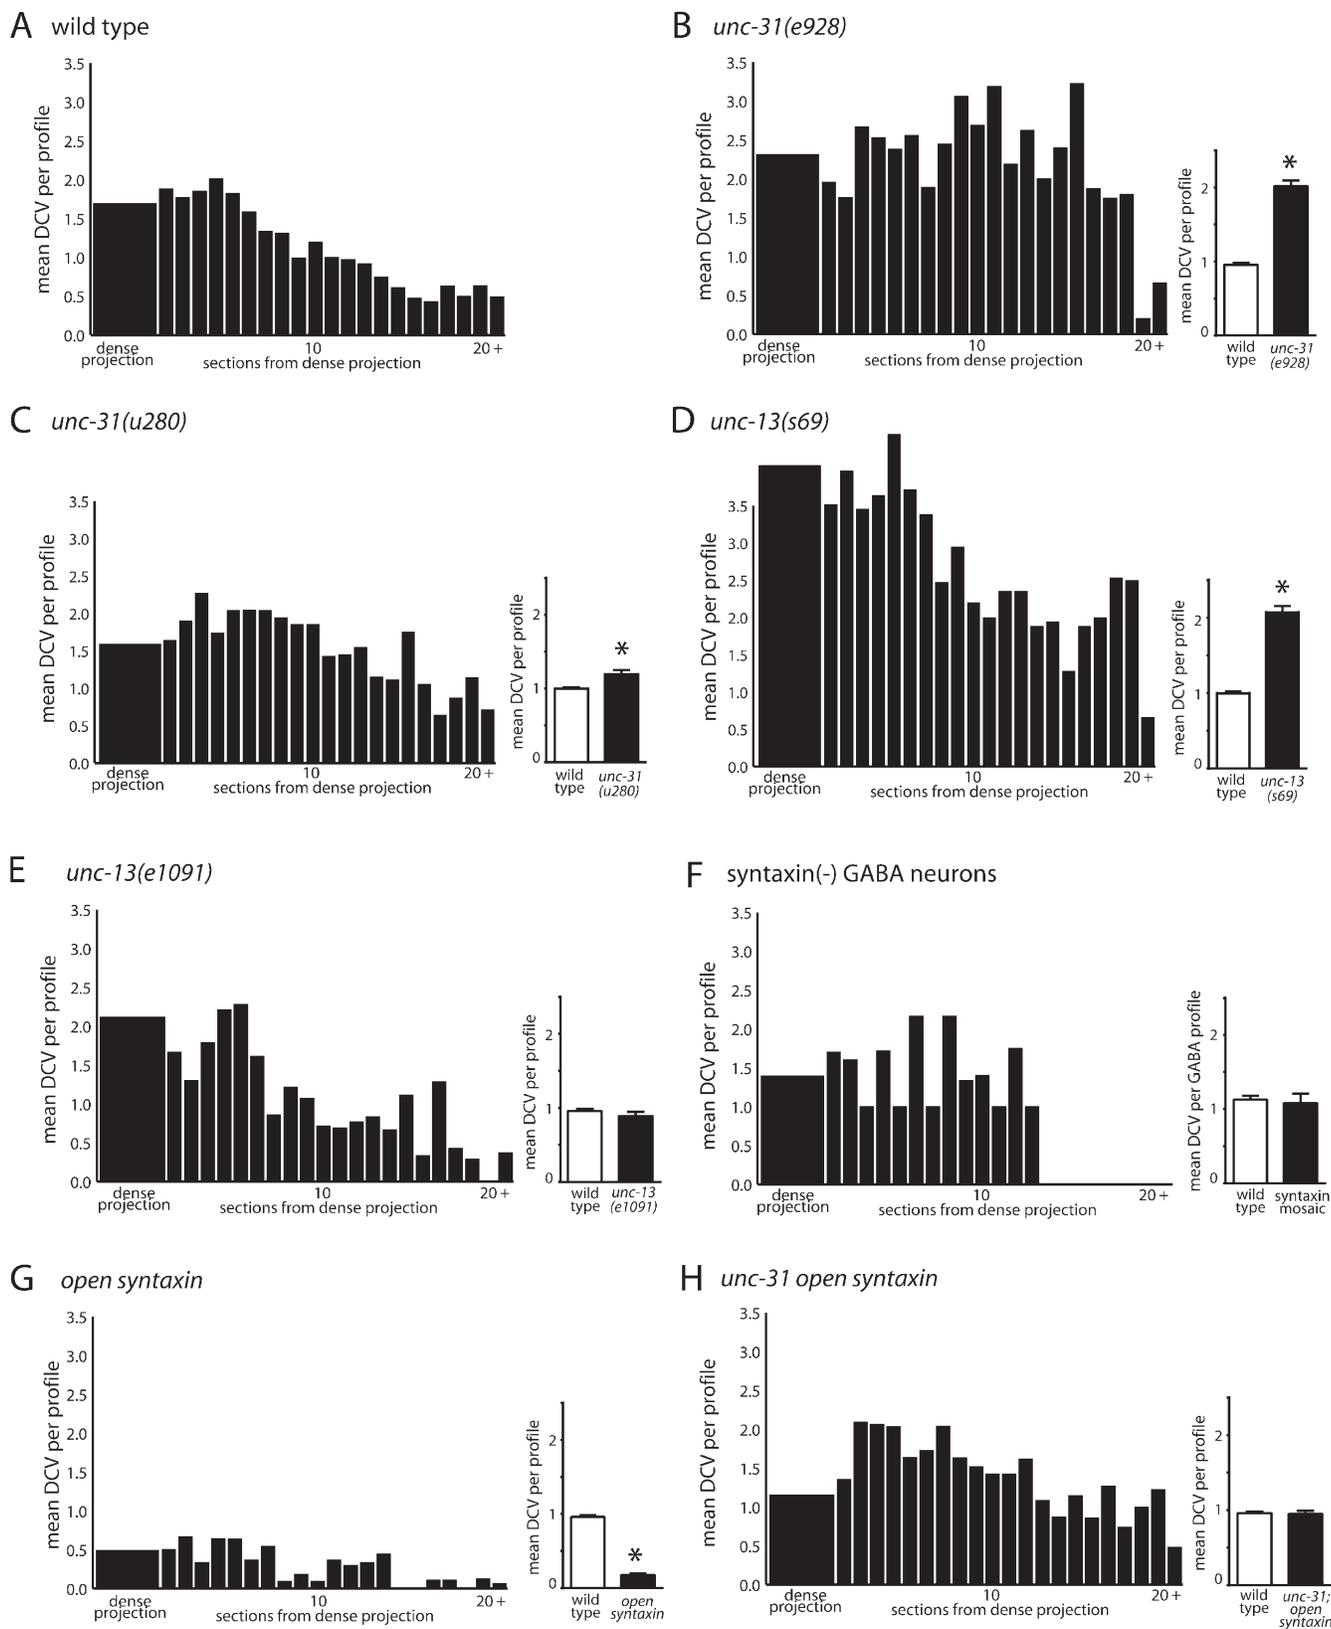 A wild type
mean DCV per profile
3.5
3.0
2.5
2.0
1.5
1.0
0.5
0.0
dense
projection
10
20 +
sections from dense projection
B unc-31(e928)
mean DCV per profile
3.5
3.0
2.5
2.0
1.5
1.0
0.5
0.0
dense
projection
10
20 +
sections from dense projection
mean DCV per profile
2
1
0
*
wild
type
unc-31
(e928)
C unc-31(u280)
mean DCV per profile
3.5
3.0
2.5
2.0
1.5
1.0
0.5
0.0
dense
projection
10
20 +
sections from dense projection
mean DCV per profile
2
1
0
*
wild
type
unc-31
(u280)
D unc-13(s69)
mean DCV per profile
3.5
3.0
2.5
2.0
1.5
1.0
0.5
0.0
dense
projection
10
20 +
sections from dense projection
mean DCV per profile
2
1
0
*
wild
type
unc-13
(s69)
E unc-13(e1091)
mean DCV per profile
3.5
3.0
2.5
2.0
1.5
1.0
0.5
0.0
dense
projection
10
20 +
sections from dense projection
mean DCV per profile
2
1
0
wild
type
unc-13
(e1091)
F syntaxin(-) GABA neurons
mean DCV per profile
3.5
3.0
2.5
2.0
1.5
1.0
0.5
0.0
dense
projection
10
20 +
sections from dense projection
mean DCV per GABA profile
2
1
0
wild
type
syntaxin
mosaic
G open syntaxin
mean DCV per profile
3.5
3.0
2.5
2.0
1.5
1.0
0.5
0.0
dense
projection
10
20 +
sections from dense projection
mean DCV per profile
2
1
0
*
wild
type
open
syntaxin
H unc-31 open syntaxin
mean DCV per profile
3.5
3.0
2.5
2.0
1.5
1.0
0.5
0.0
dense
projection
10
20 +
sections from dense projection
mean DCV per profile
2
1
0
wild
type
unc-31;
open
syntaxin